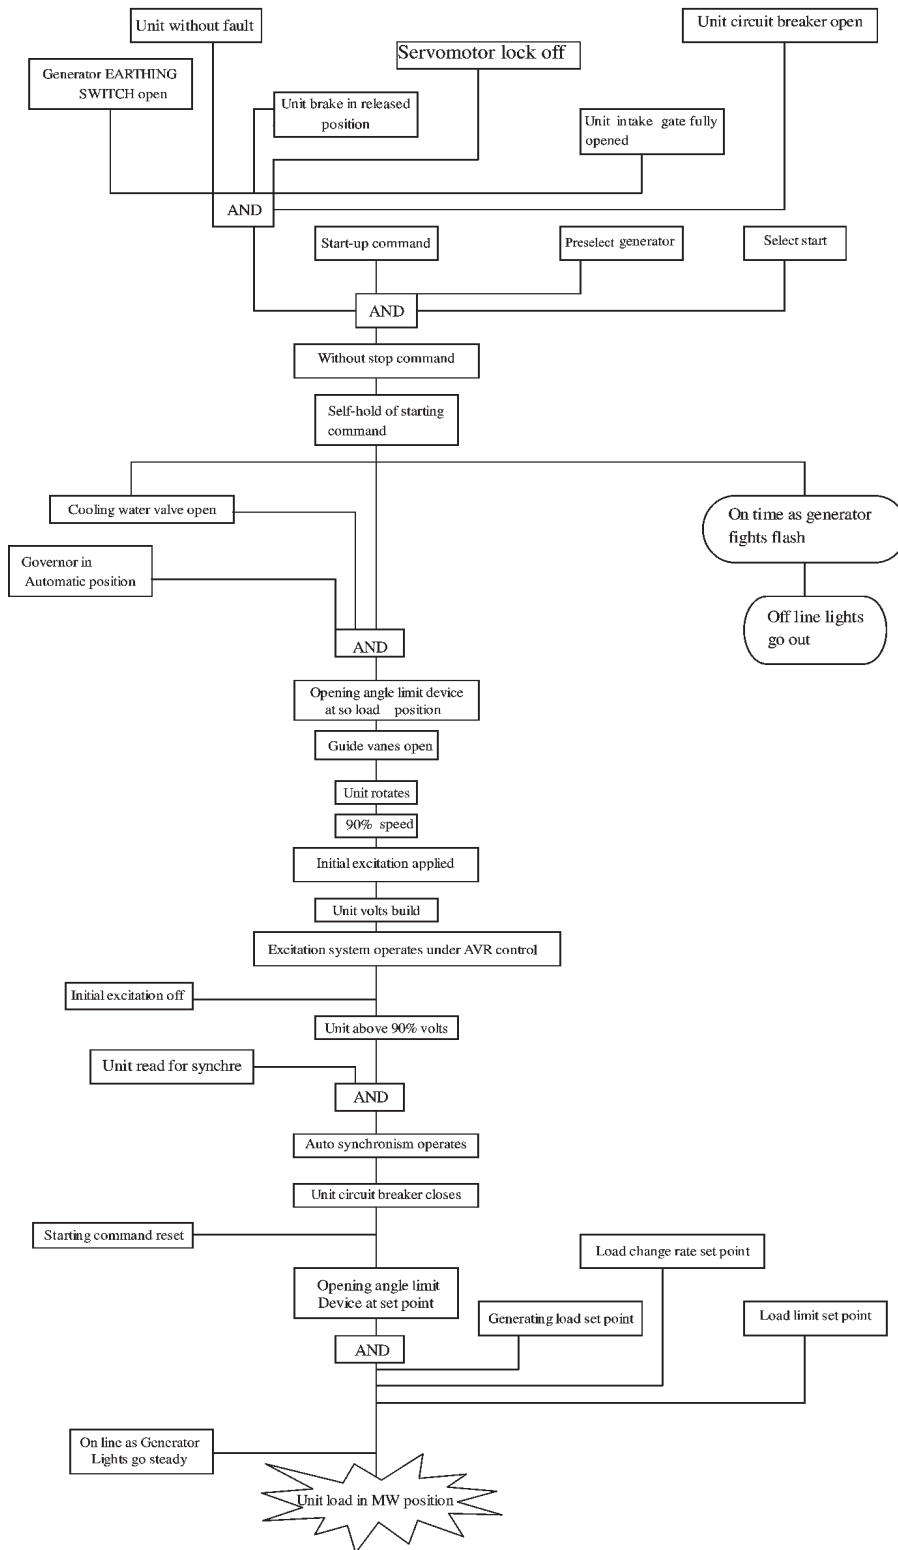 Unit without fault
Unit circuit breaker open
Servomotor lock off
Generator EARTHING
SWITCH open
Unit brake in released
position
Unit intake gate fully
opened
AND
Start-up command
Preselect generator
Select start
AND
Without stop command
Self-hold of starting
command
Cooling water valve open
On time as generator
fights flash
Governor in
Automatic position
Off line lights
go out
AND
Opening angle limit device
at so load position
Guide vanes open
Unit rotates
90% speed
Initial excitation applied
Unit volts build
Excitation system operates under AVR control
Initial excitation off
Unit above 90% volts
Unit read for synchre
AND
Auto synchronism operates
Unit circuit breaker closes
Starting command reset
Load change rate set point
Opening angle limit
Device at set point
Generating load set point
Load limit set point
AND
On line as Generator
Lights go steady
Unit load in MW position